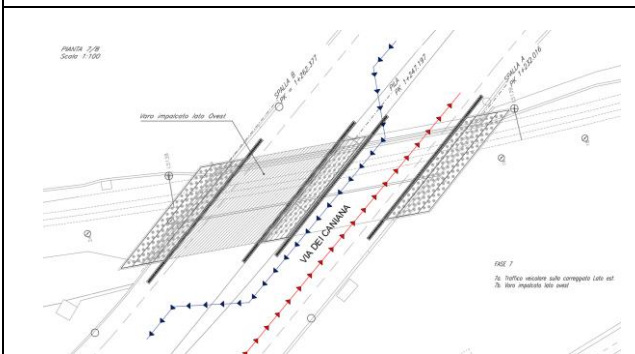 PIANTA 7/B
Scala 1:100
SPALLA B
PK = 1+262.377
PILA
PK 1+247.197
SPALLA A
PK 1+232.016
Varo impalcato lato Ovest
VIA DEI CANIANA
FASE 7
7a. Traffico veicolare sulla carreggiata Lato est
7b. Varo impalcato lato ovest